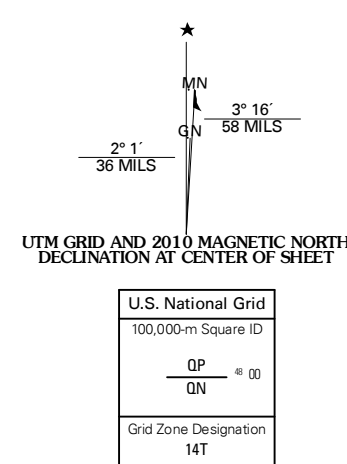 ★
MN
3° 16´
58 MILS
GN
2° 1´
36 MILS
UTM GRID AND 2010 MAGNETIC NORTH
DECLINATION AT CENTER OF SHEET
U.S. National Grid
100,000-m Square ID
QP
48 00
QN
Grid Zone Designation
14T